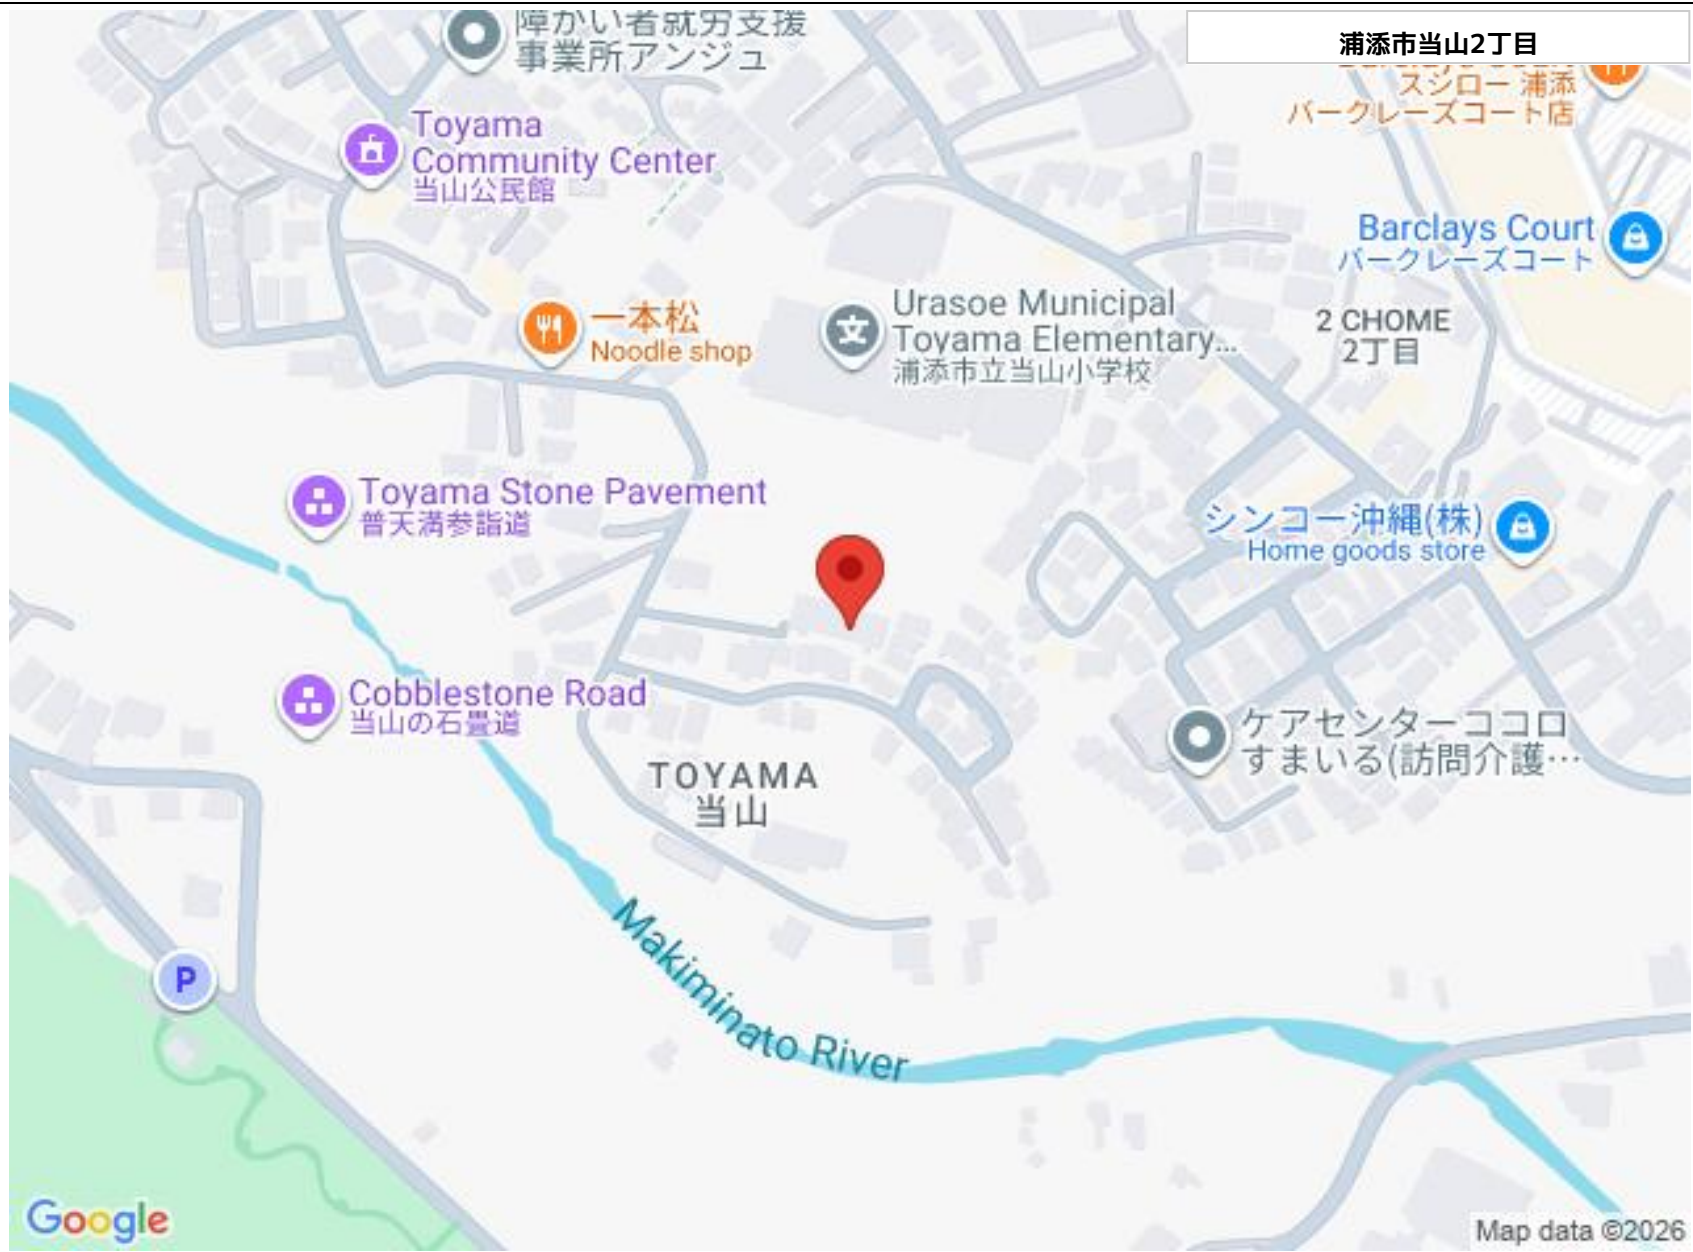 障がい者就労支援
事業所アンジュ
浦添市当山2丁目
スシロー 浦添
バークレーズコート店
Toyama
Community Center
当山公民館
Barclays Court
バークレーズコート
一本松
Noodle shop
Urasoe Municipal
Toyama Elementary...
浦添市立当山小学校
2 CHOME
2丁目
Toyama Stone Pavement
普天満参詣道
シンコー沖縄(株)
Home goods store
Cobblestone Road
当山の石畳道
ケアセンターココロ
すまいる(訪問介護…
TOYAMA
当山
P
Makiminato River
Google
Map data ©2026